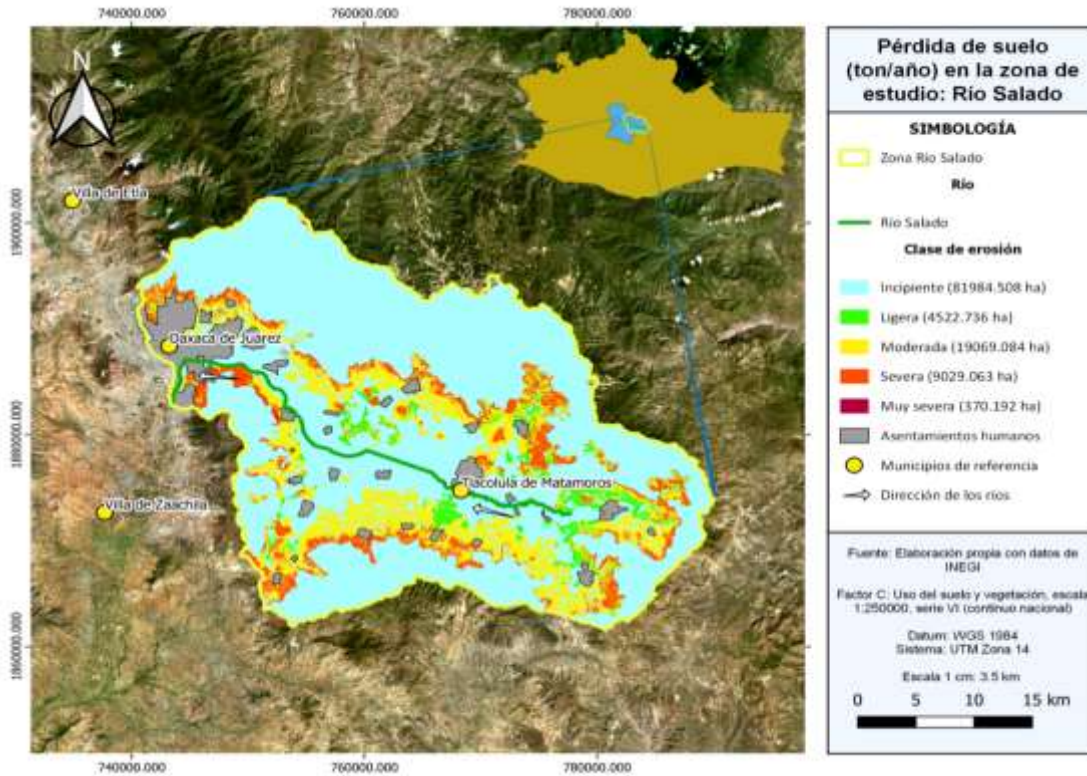 740000.000 760000.000 780000.000
N
Villa de Etla
Oaxaca de Juárez
Tlacolula de Matamoros
Villa de Zaachila
1900000.000
1880000.000
1860000.000
740000.000 760000.000 780000.000
Pérdida de suelo
(ton/año) en la zona de
estudio: Río Salado
SIMBOLOGÍA
Zona Río Salado
Río
Río Salado
Clase de erosión
Incipiente (81984.508 ha)
Ligera (4522.736 ha)
Moderada (19069.084 ha)
Severa (9029.063 ha)
Muy severa (370.192 ha)
Asentamientos humanos
Municipios de referencia
Dirección de los ríos
Fuente: Elaboración propia con datos de
INEGI
Factor C: Uso del suelo y vegetación, escala
1:250000, serie VI (continuo nacional)
Datum: WGS 1984
Sistema: UTM Zona 14
Escala 1 cm: 3.5 km
0 5 10 15 km